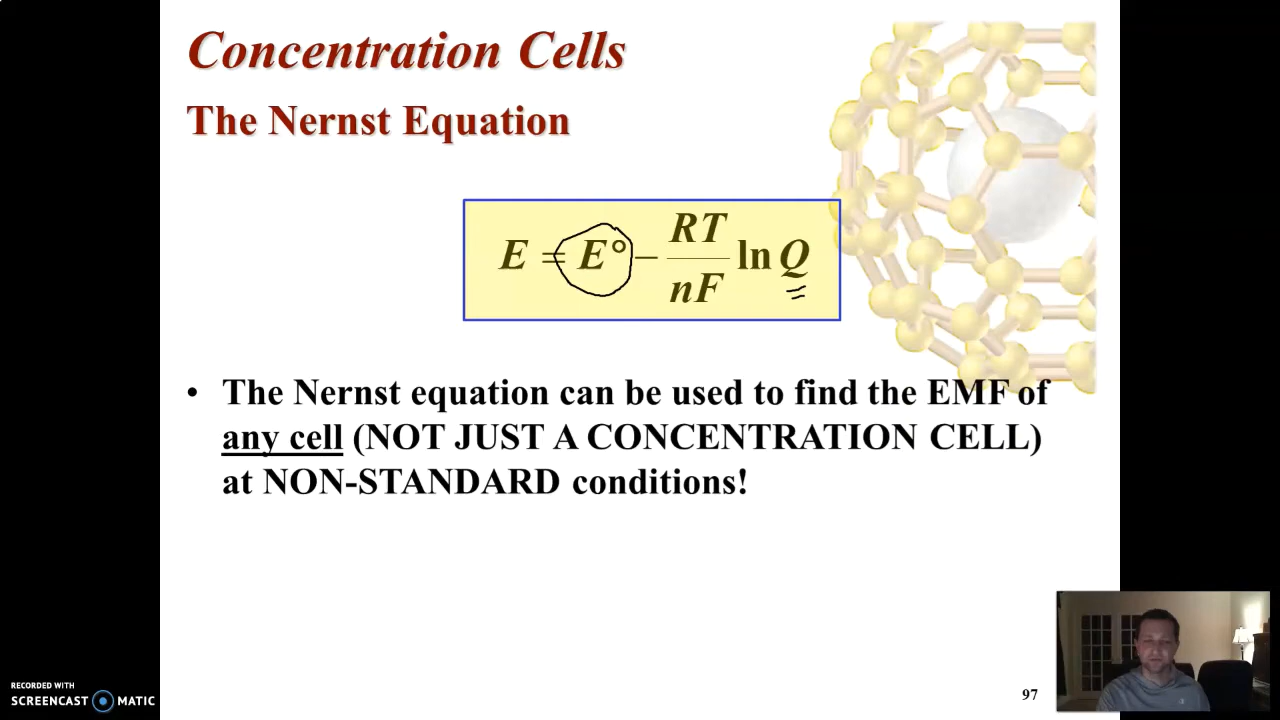 Concentration Cells
The Nernst Equation
E = E° − RT/nF ln Q
• The Nernst equation can be used to find the EMF of
any cell (NOT JUST A CONCENTRATION CELL)
at NON-STANDARD conditions!
97
RECORDED WITH
SCREENCAST MATIC